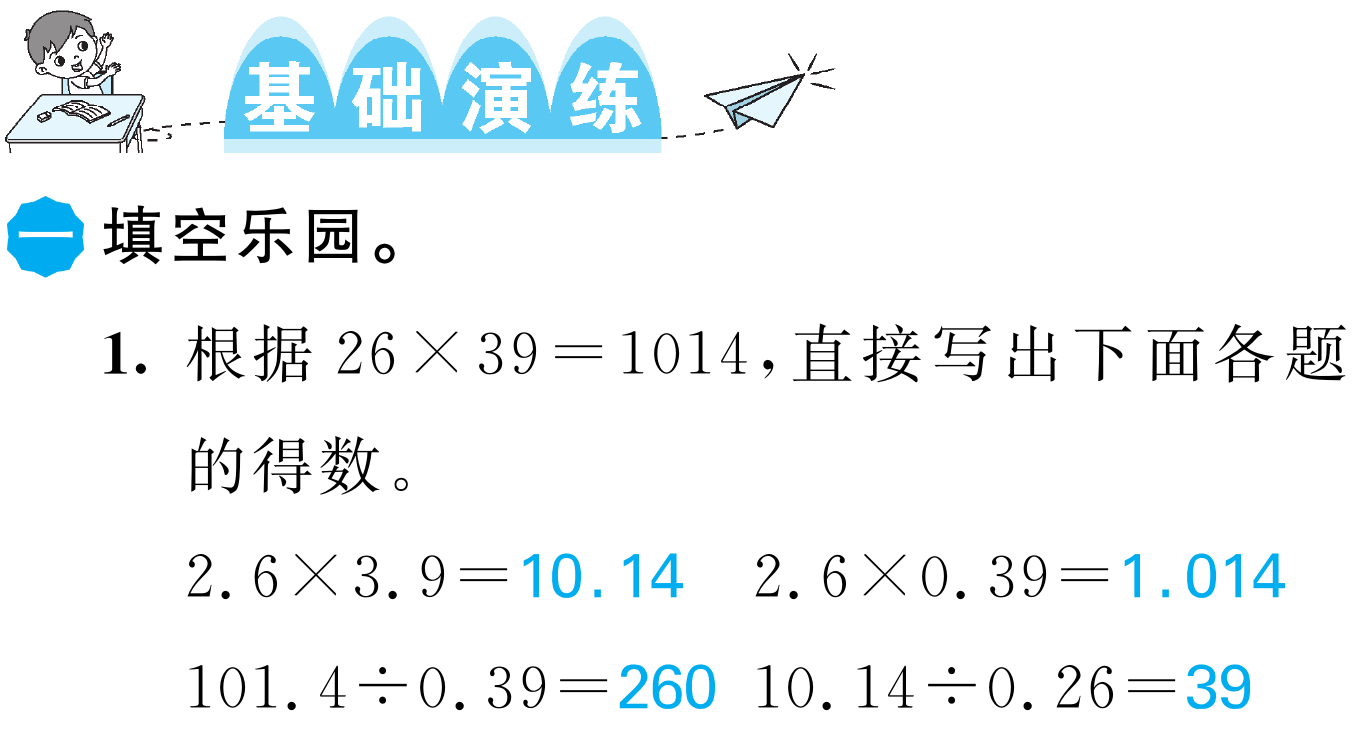 基础演练
一 填空乐园。
1. 根据 26×39=1014,直接写出下面各题
的得数。
2.6×3.9=10.14 2.6×0.39=1.014
101.4÷0.39=260 10.14÷0.26=39